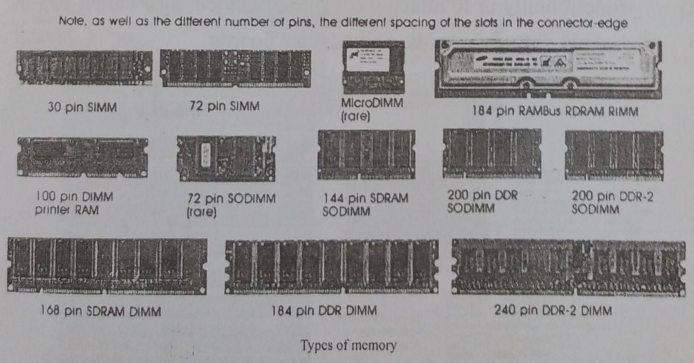 Note, as well as the different number of pins, the different spacing of the slots in the connector-edge
30 pin SIMM
72 pin SIMM
MicroDIMM
(rare)
184 pin RAMBus RDRAM RIMM
100 pin DIMM
printer RAM
72 pin SODIMM
(rare)
144 pin SDRAM
SODIMM
200 pin DDR
SODIMM
200 pin DDR-2
SODIMM
168 pin SDRAM DIMM
184 pin DDR DIMM
240 pin DDR-2 DIMM
Types of memory